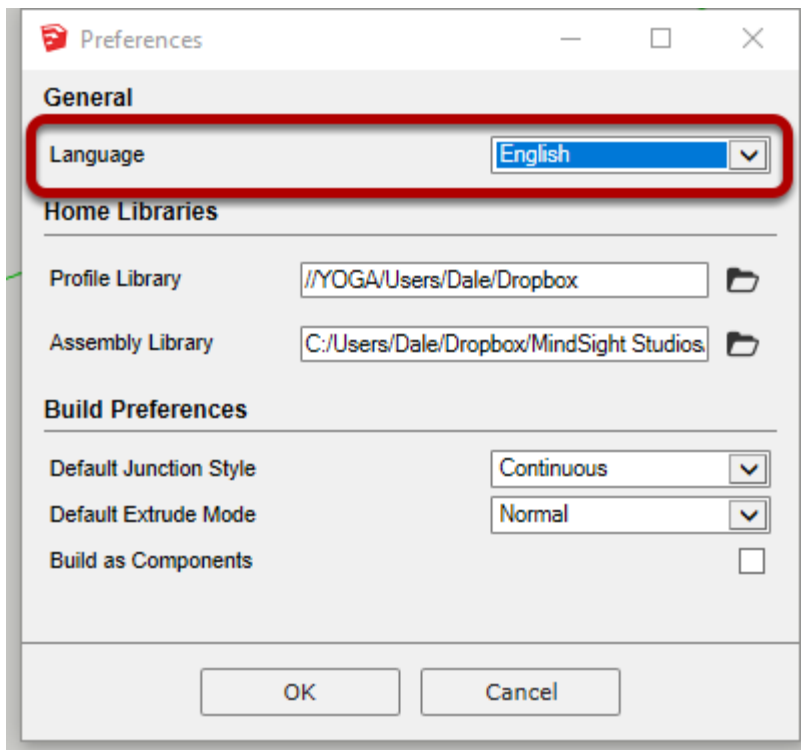 Preferences
General
Language English
Home Libraries
Profile Library //YOGA/Users/Dale/Dropbox
Assembly Library C:/Users/Dale/Dropbox/MindSight Studios
Build Preferences
Default Junction Style Continuous
Default Extrude Mode Normal
Build as Components
OK Cancel